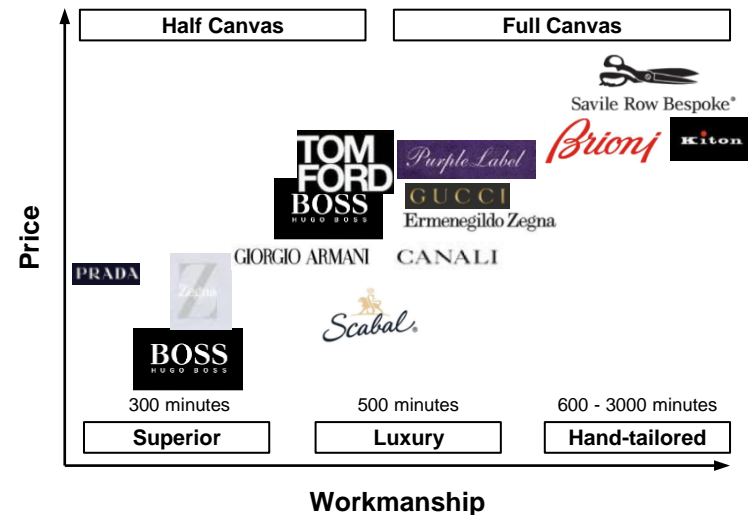 Half Canvas
Full Canvas
Savile Row Bespoke®
TOM
FORD
Purple Label
Brioni
Kiton
BOSS
HUGO BOSS
GUCCI
Ermenegildo Zegna
GIORGIO ARMANI
CANALI
PRADA
Z
Zegna
Scabal
BOSS
HUGO BOSS
Price
300 minutes
500 minutes
600 - 3000 minutes
Superior
Luxury
Hand-tailored
Workmanship